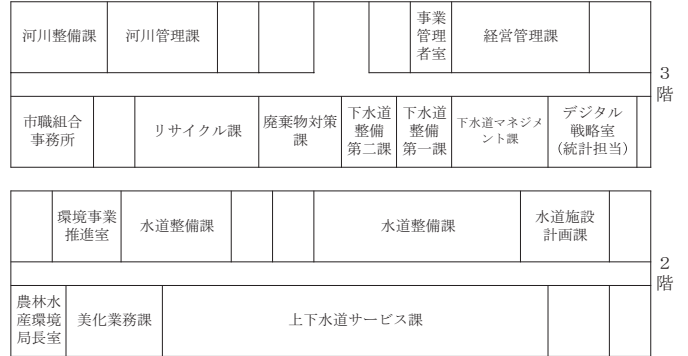 河川整備課
河川管理課
事業
管理
者室
経営管理課
3
階
市職組合
事務所
リサイクル課
廃棄物対策
課
下水道
整備
第二課
下水道
整備
第一課
下水道マネジメ
ント課
デジタル
戦略室
（統計担当）
環境事業
推進室
水道整備課
水道整備課
水道施設
計画課
2
階
農林水
産環境
局長室
美化業務課
上下水道サービス課